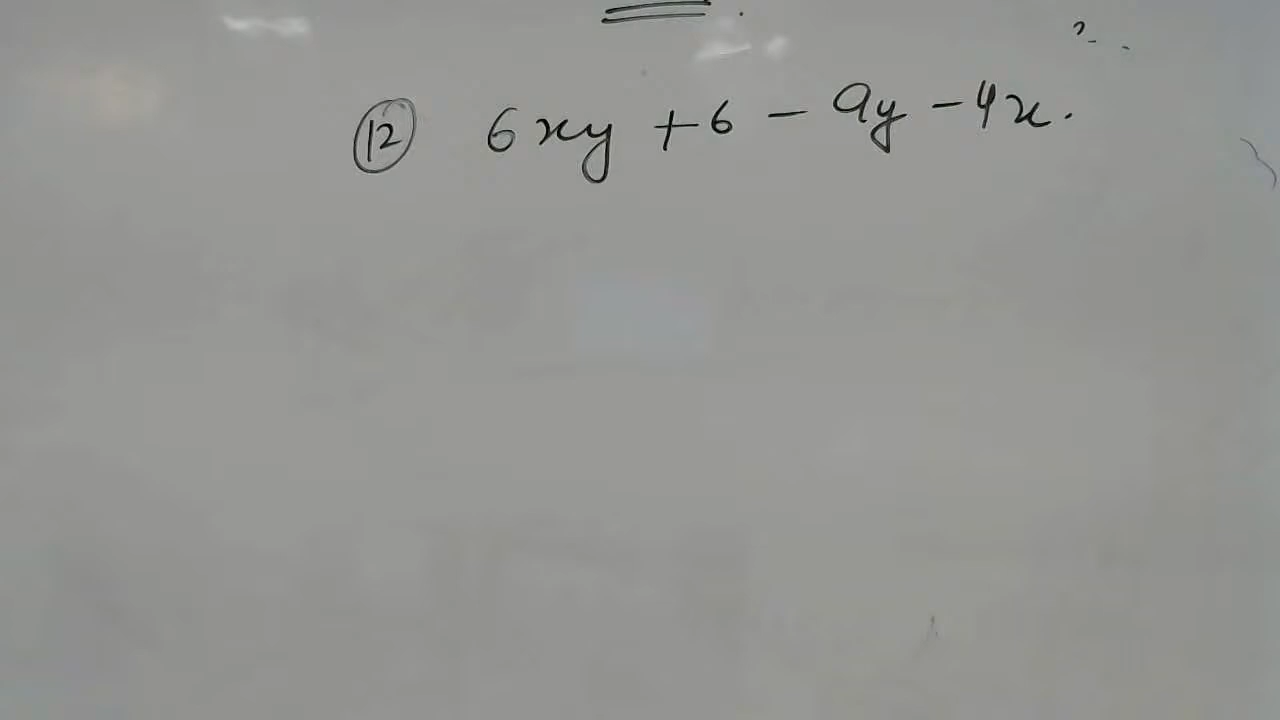 (12) 6xy + 6 - 9y - 4x.